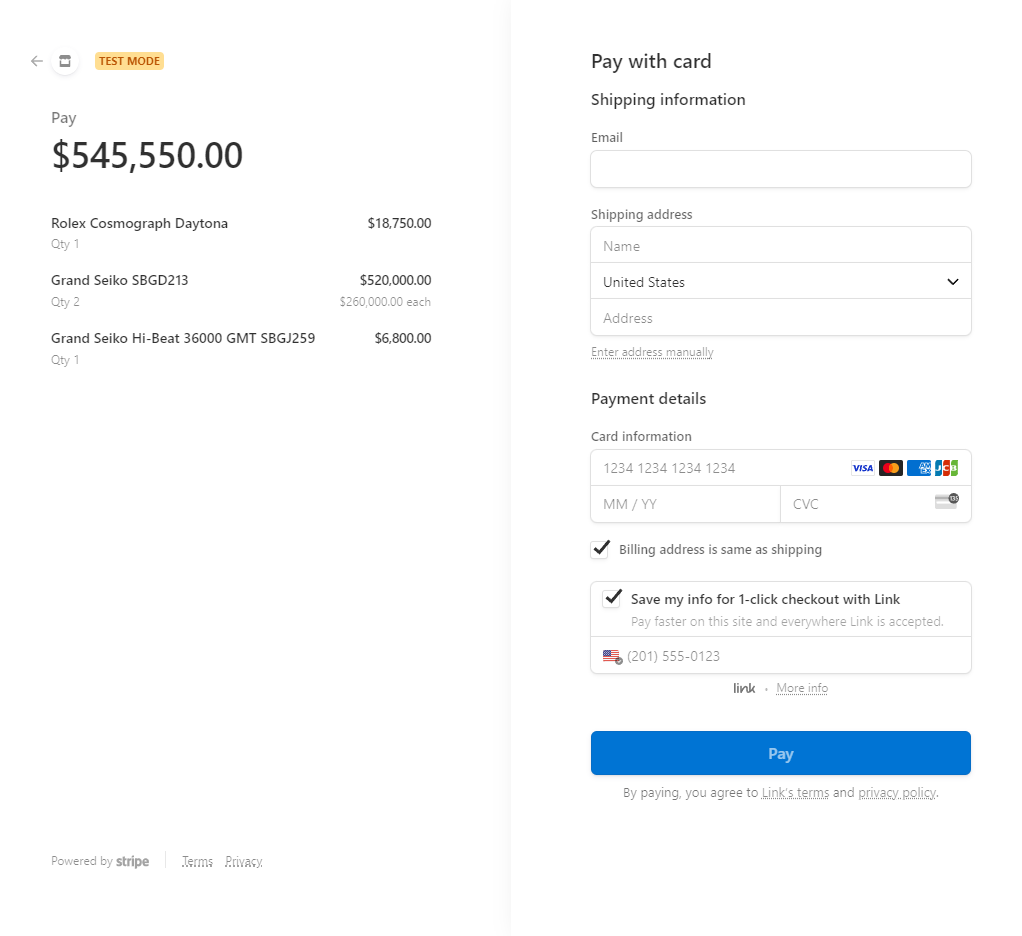 TEST MODE
Pay
$545,550.00
Rolex Cosmograph Daytona $18,750.00
Qty 1
Grand Seiko SBGD213 $520,000.00
Qty 2 $260,000.00 each
Grand Seiko Hi-Beat 36000 GMT SBGJ259 $6,800.00
Qty 1
Powered by stripe Terms Privacy
Pay with card
Shipping information
Email
Shipping address
Name
United States
Address
Enter address manually
Payment details
Card information
1234 1234 1234 1234 VISA JCB
MM / YY CVC 135
Billing address is same as shipping
Save my info for 1-click checkout with Link
Pay faster on this site and everywhere Link is accepted.
(201) 555-0123
link · More info
Pay
By paying, you agree to Link's terms and privacy policy.